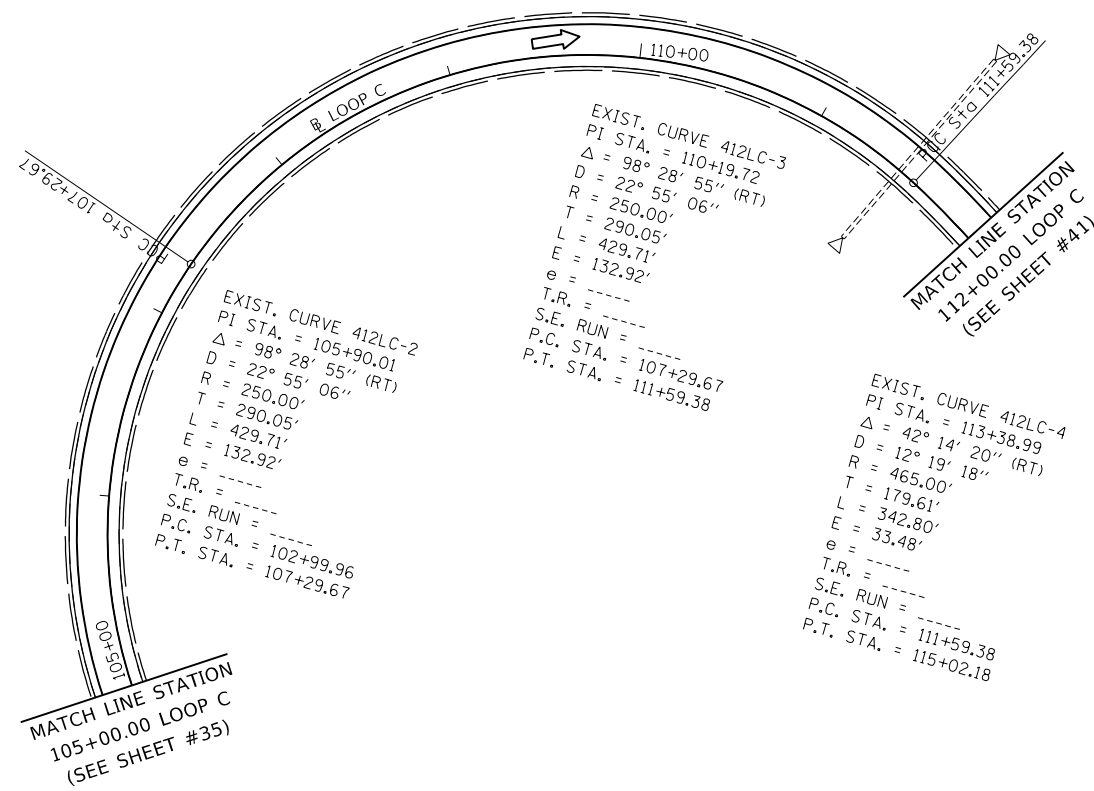 110+00
PCC Sta 111+59.38
℄ LOOP C
PCC Sta 107+29.67
EXIST. CURVE 412LC-3
PI STA. = 110+19.72
Δ = 98° 28' 55'' (RT)
D = 22° 55' 06''
R = 250.00'
T = 290.05'
L = 429.71'
E = 132.92'
e = -----
T.R. = -----
S.E. RUN = -----
P.C. STA. = 107+29.67
P.T. STA. = 111+59.38
MATCH LINE STATION
112+00.00 LOOP C
(SEE SHEET #41)
EXIST. CURVE 412LC-2
PI STA. = 105+90.01
Δ = 98° 28' 55'' (RT)
D = 22° 55' 06''
R = 250.00'
T = 290.05'
L = 429.71'
E = 132.92'
e = -----
T.R. = -----
S.E. RUN = -----
P.C. STA. = 102+99.96
P.T. STA. = 107+29.67
EXIST. CURVE 412LC-4
PI STA. = 113+38.99
Δ = 42° 14' 20'' (RT)
D = 12° 19' 18''
R = 465.00'
T = 179.61'
L = 342.80'
E = 33.48'
e = -----
T.R. = -----
S.E. RUN = -----
P.C. STA. = 111+59.38
P.T. STA. = 115+02.18
105+00
MATCH LINE STATION
105+00.00 LOOP C
(SEE SHEET #35)